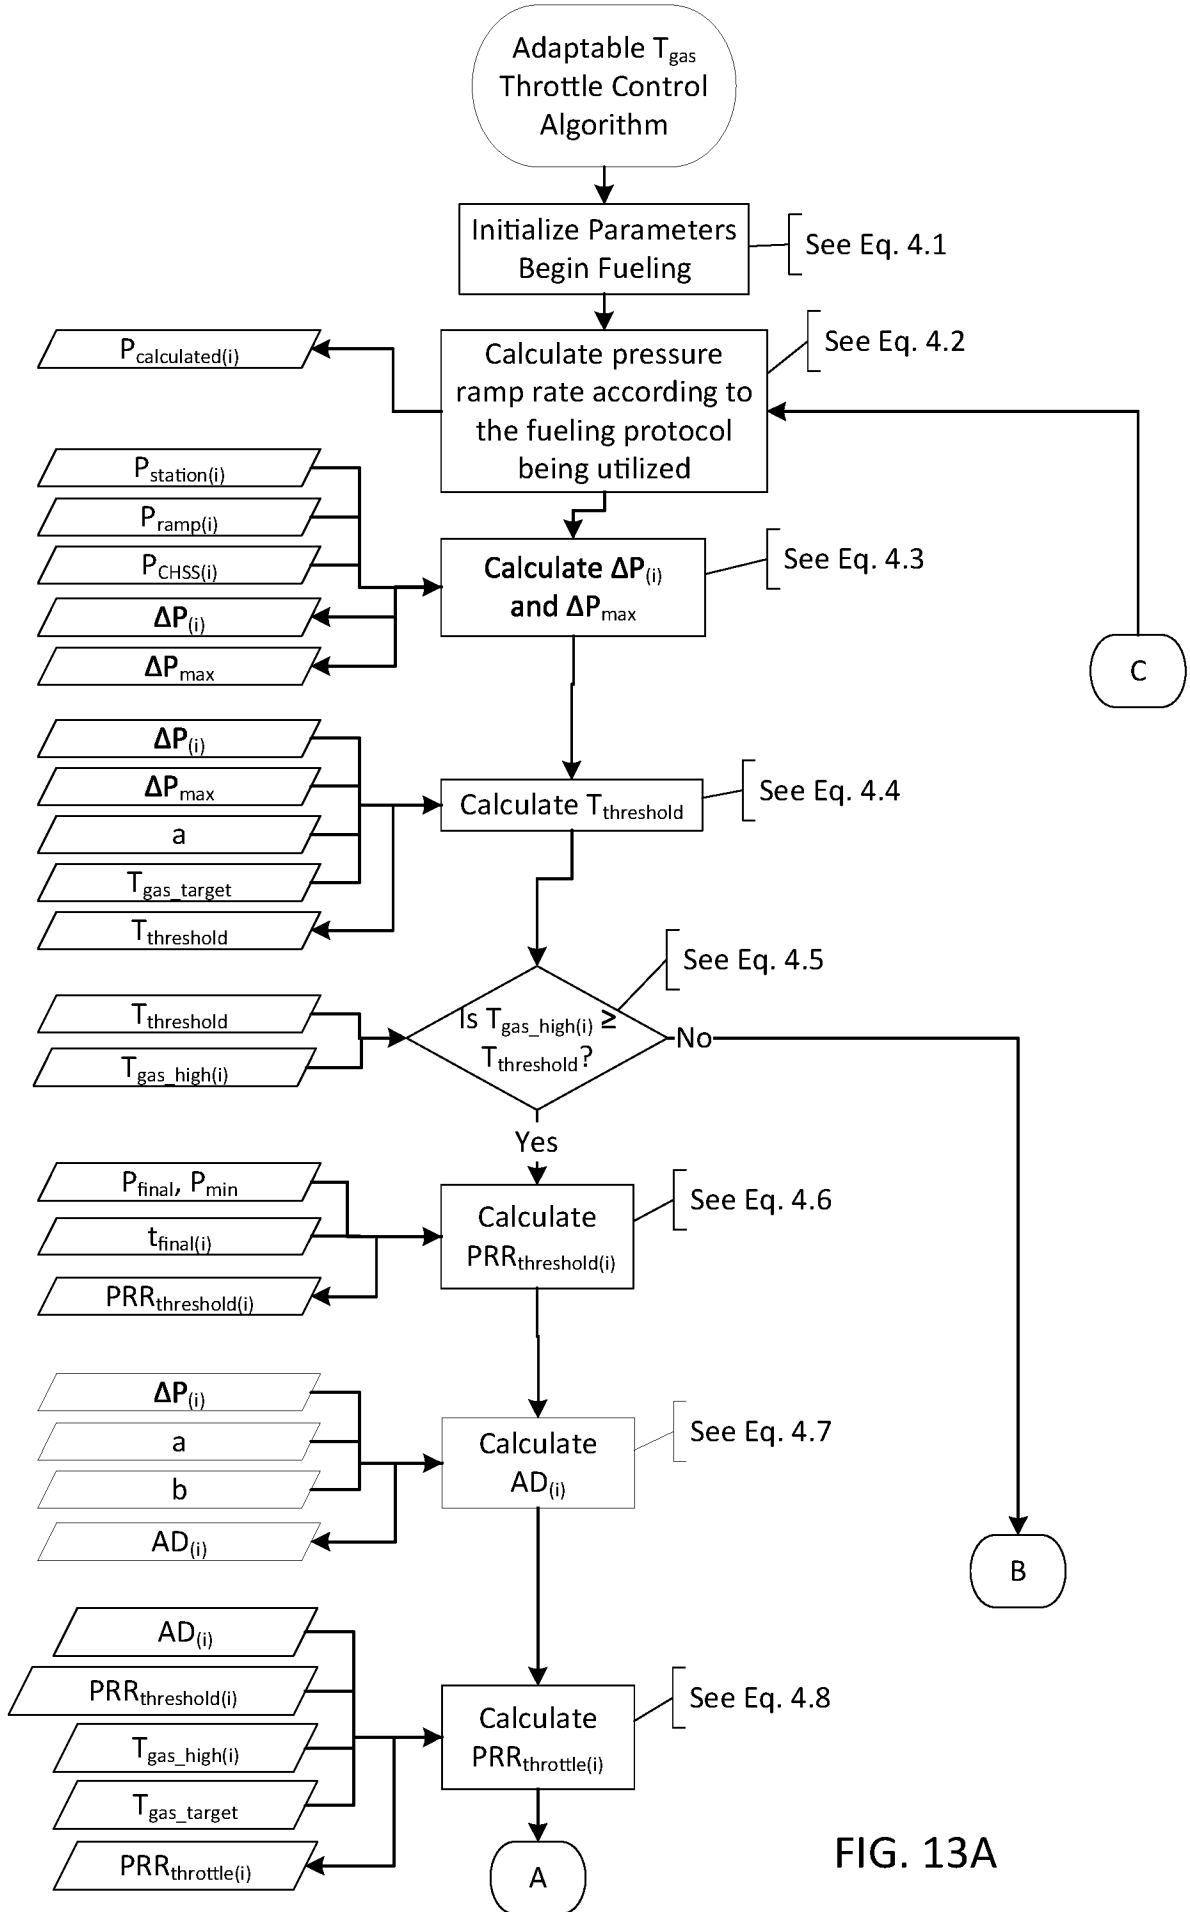 Adaptable Tgas
Throttle Control
Algorithm
Initialize Parameters
Begin Fueling
See Eq. 4.1
Pcalculated(i)
Calculate pressure
ramp rate according to
the fueling protocol
being utilized
See Eq. 4.2
Pstation(i)
Pramp(i)
PCHSS(i)
ΔP(i)
ΔPmax
Calculate ΔP(i)
and ΔPmax
See Eq. 4.3
C
ΔP(i)
ΔPmax
a
Tgas_target
Tthreshold
Calculate Tthreshold
See Eq. 4.4
Tthreshold
Tgas_high(i)
Is Tgas_high(i) ≥
Tthreshold?
See Eq. 4.5
No
Yes
Pfinal, Pmin
tfinal(i)
PRRthreshold(i)
Calculate
PRRthreshold(i)
See Eq. 4.6
ΔP(i)
a
b
AD(i)
Calculate
AD(i)
See Eq. 4.7
B
AD(i)
PRRthreshold(i)
Tgas_high(i)
Tgas_target
PRRthrottle(i)
Calculate
PRRthrottle(i)
See Eq. 4.8
A
FIG. 13A